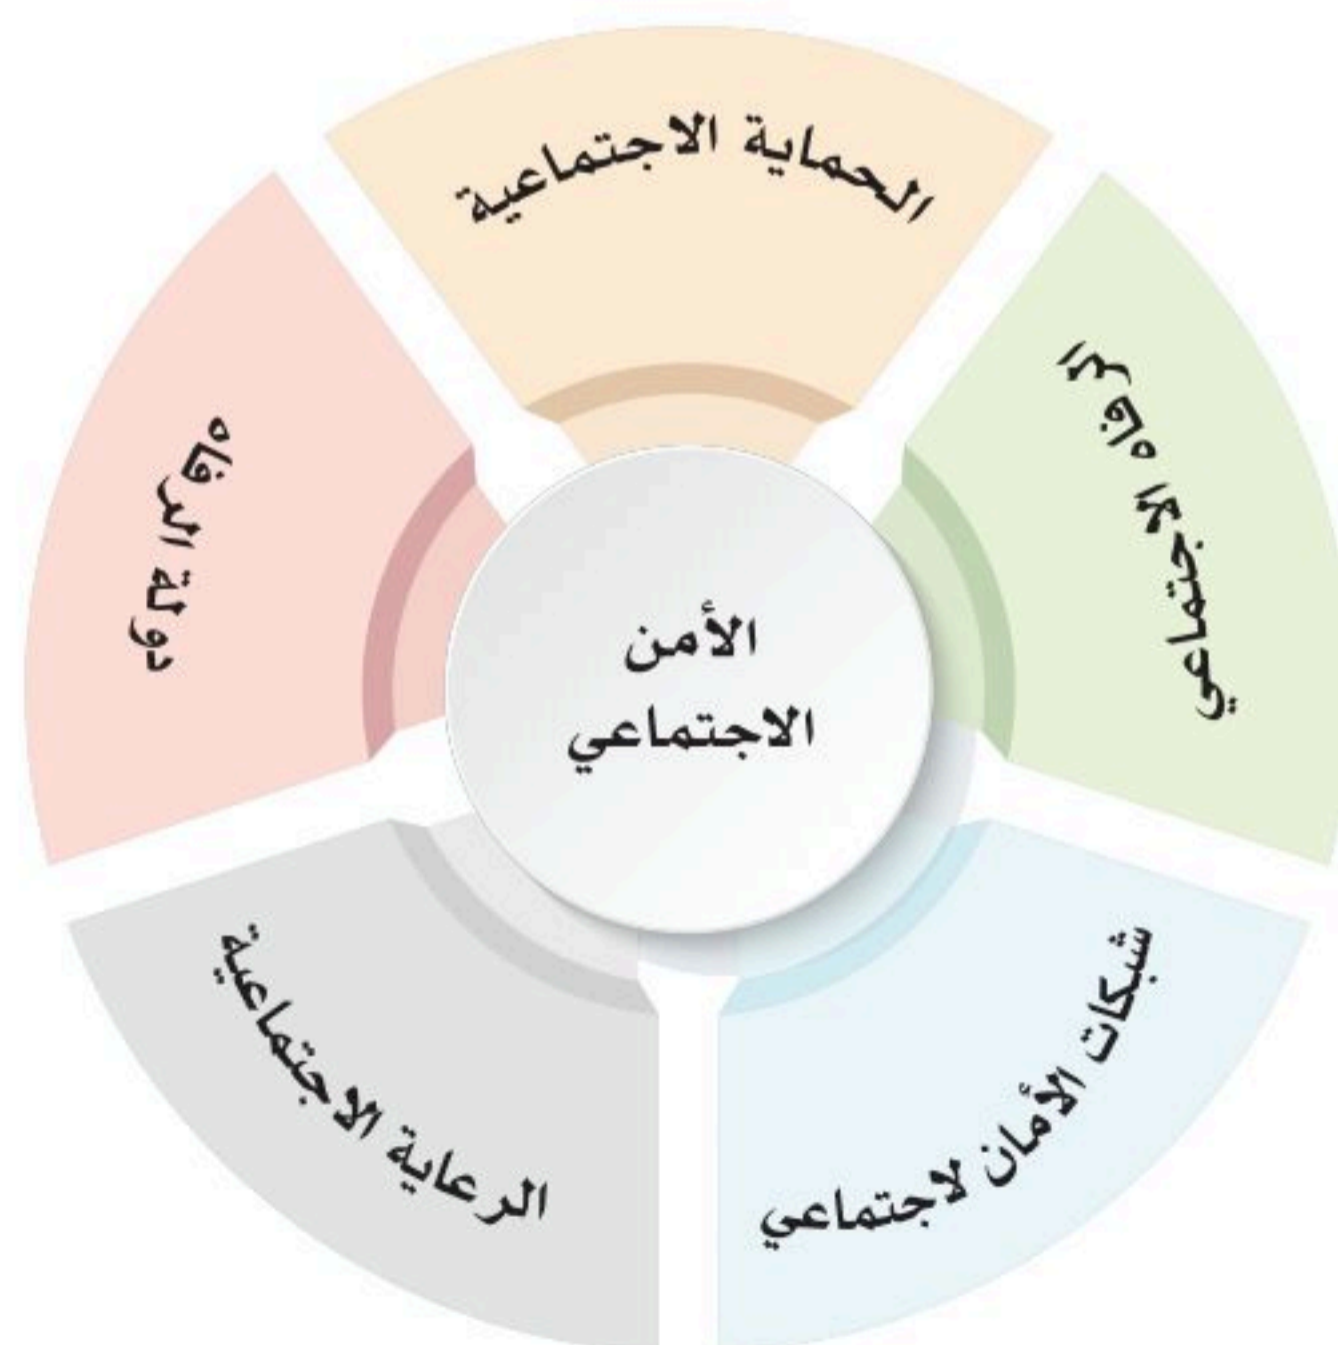 الحماية الاجتماعية
الرفاه الاجتماعي
شبكات الأمان لاجتماعي
الرعاية الاجتماعية
دولة الرفاه
الأمن
الاجتماعي